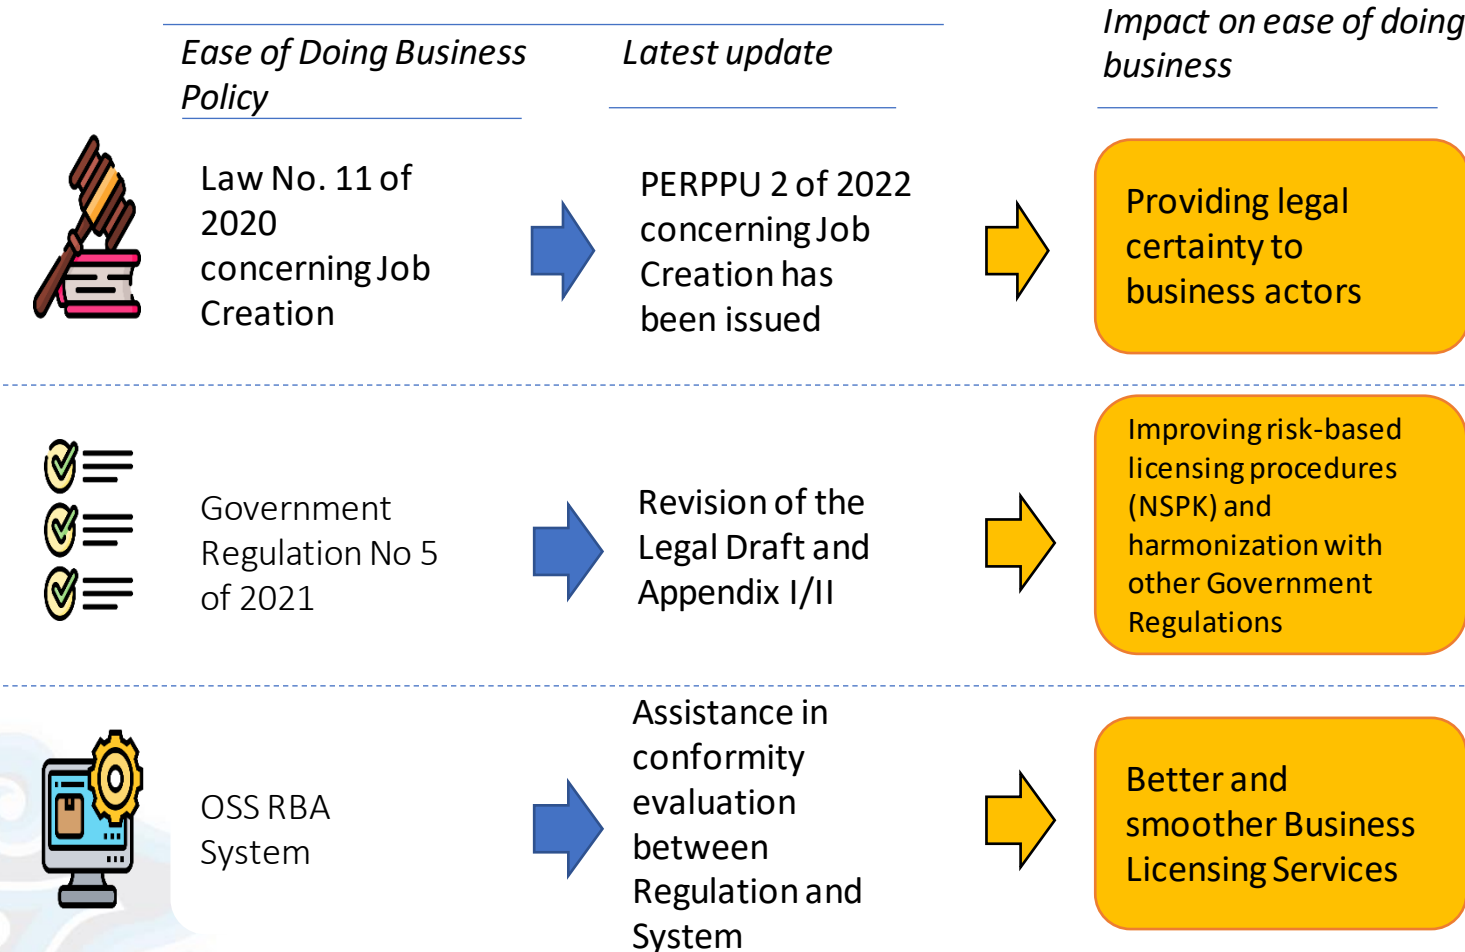 Ease of Doing Business
Policy
Latest update
Impact on ease of doing
business
Law No. 11 of
2020
concerning Job
Creation
PERPPU 2 of 2022
concerning Job
Creation has
been issued
Providing legal
certainty to
business actors
Government
Regulation No 5
of 2021
Revision of the
Legal Draft and
Appendix I/II
Improving risk-based
licensing procedures
(NSPK) and
harmonization with
other Government
Regulations
OSS RBA
System
Assistance in
conformity
evaluation
between
Regulation and
System
Better and
smoother Business
Licensing Services